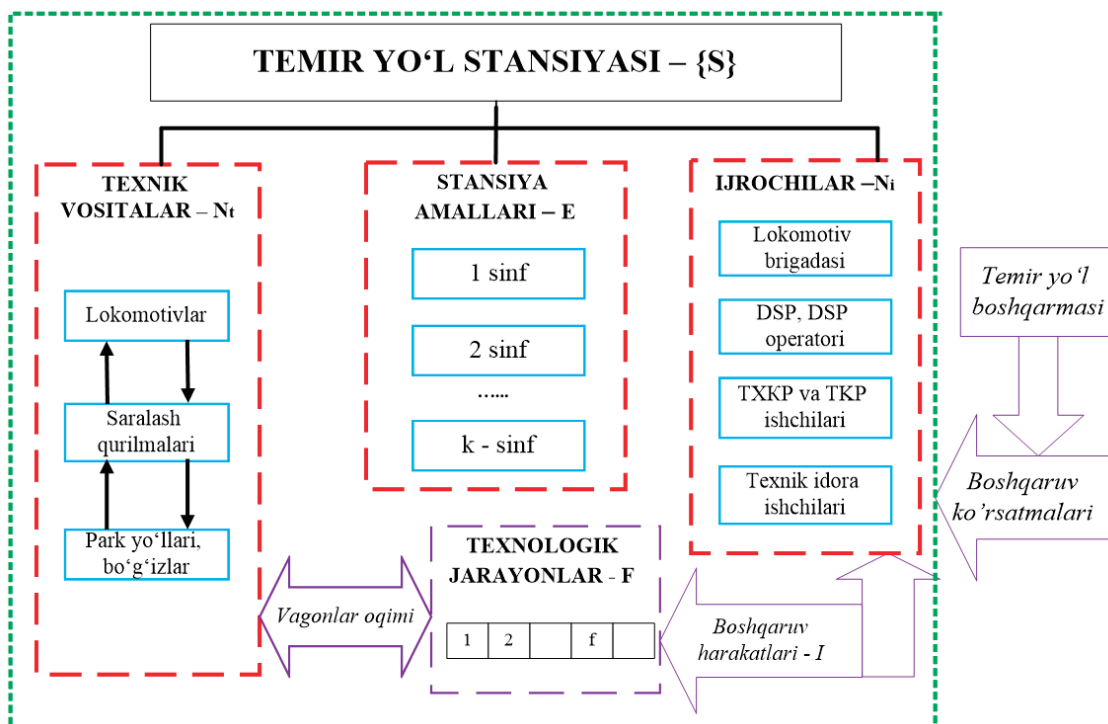 TEMIR YO‘L STANSIYASI – {S}
TEXNIK
VOSITALAR – Nt
Lokomotivlar
Saralash
qurilmalari
Park yo‘llari,
bo‘g‘izlar
STANSIYA
AMALLARI – E
1 sinf
2 sinf
…...
k - sinf
IJROCHILAR –Ni
Lokomotiv
brigadasi
DSP, DSP
operatori
TXKP va TKP
ishchilari
Texnik idora
ishchilari
Temir yo‘l
boshqarmasi
Boshqaruv
ko’rsatmalari
TEXNOLOGIK
JARAYONLAR - F
1 2 f
Vagonlar oqimi
Boshqaruv
harakatlari - I